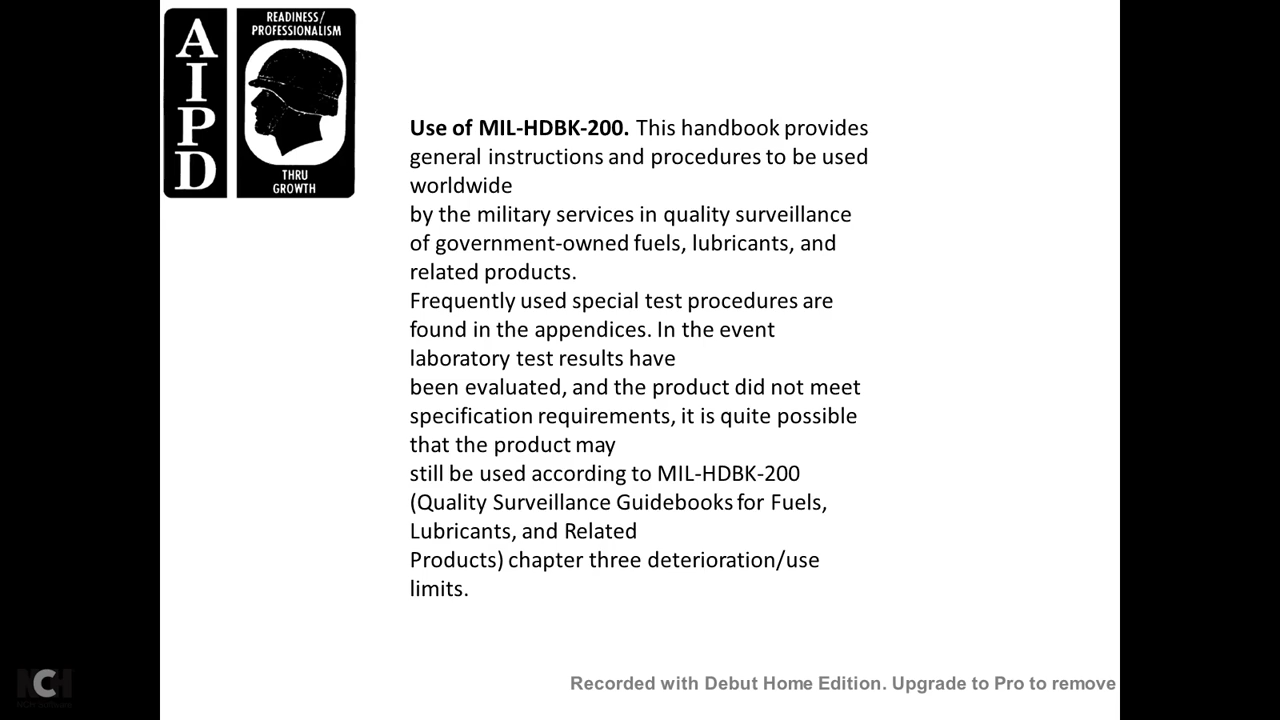 A
I
P
D
READINESS/
PROFESSIONALISM
THRU
GROWTH
Use of MIL-HDBK-200. This handbook provides
general instructions and procedures to be used
worldwide
by the military services in quality surveillance
of government-owned fuels, lubricants, and
related products.
Frequently used special test procedures are
found in the appendices. In the event
laboratory test results have
been evaluated, and the product did not meet
specification requirements, it is quite possible
that the product may
still be used according to MIL-HDBK-200
(Quality Surveillance Guidebooks for Fuels,
Lubricants, and Related
Products) chapter three deterioration/use
limits.
NCH
Recorded with Debut Home Edition. Upgrade to Pro to remove